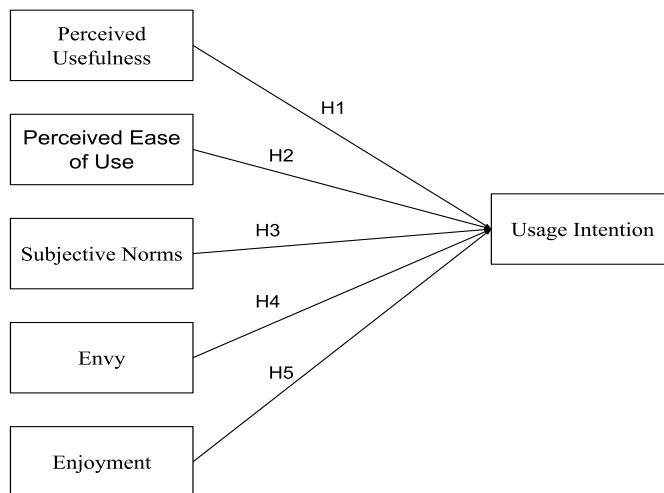 Perceived
Usefulness
H1
Perceived Ease
of Use
H2
Usage Intention
Subjective Norms
H3
H4
Envy
H5
Enjoyment